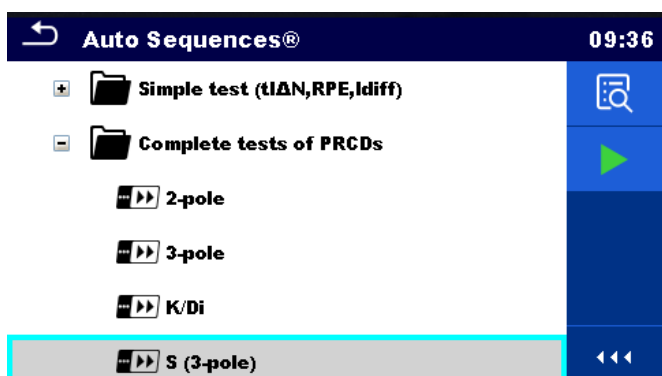 Auto Sequences® 09:36
Simple test (tIΔN,RPE,Idiff)
Complete tests of PRCDs
2-pole
3-pole
K/Di
S (3-pole)